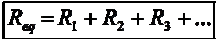 R_eq = R_1 + R_2 + R_3 + ...